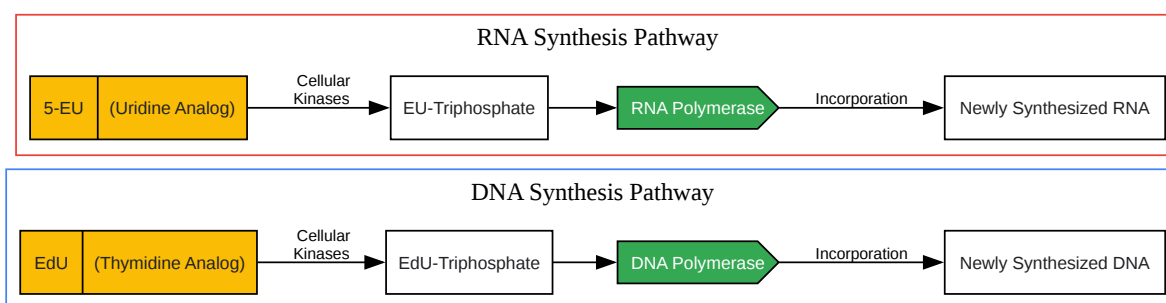 RNA Synthesis Pathway
5-EU
(Uridine Analog)
Cellular
Kinases
EU-Triphosphate
RNA Polymerase
Incorporation
Newly Synthesized RNA
DNA Synthesis Pathway
EdU
(Thymidine Analog)
Cellular
Kinases
EdU-Triphosphate
DNA Polymerase
Incorporation
Newly Synthesized DNA